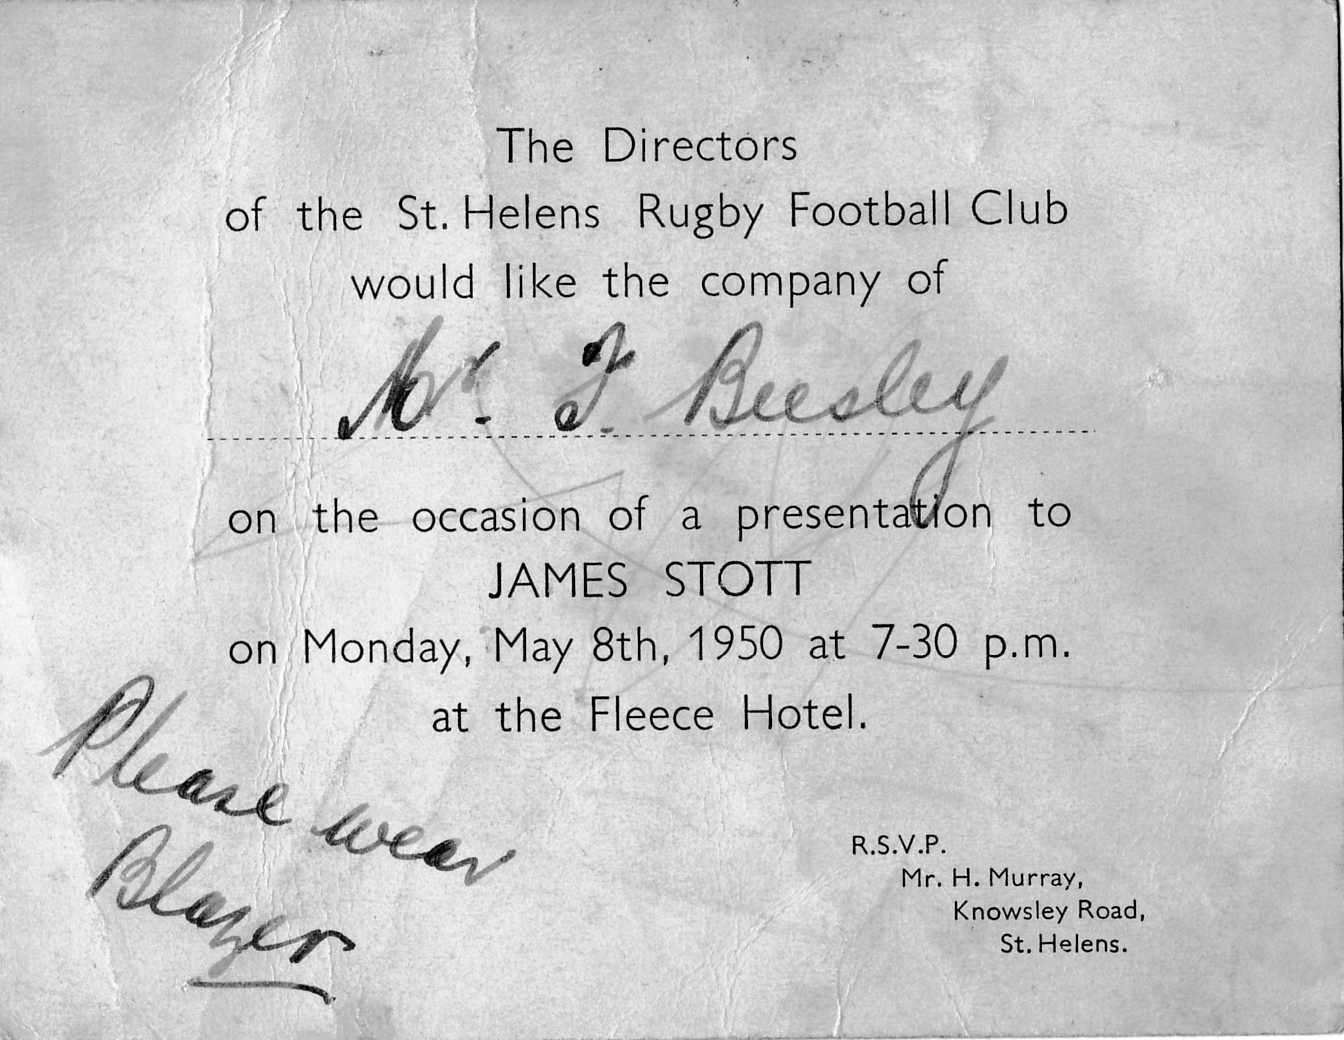 The Directors
of the St. Helens Rugby Football Club
would like the company of
Mr. F. Beesley
on the occasion of a presentation to
JAMES STOTT
on Monday, May 8th, 1950 at 7-30 p.m.
at the Fleece Hotel.
Please wear
Blazer
R.S.V.P.
Mr. H. Murray,
Knowsley Road,
St. Helens.